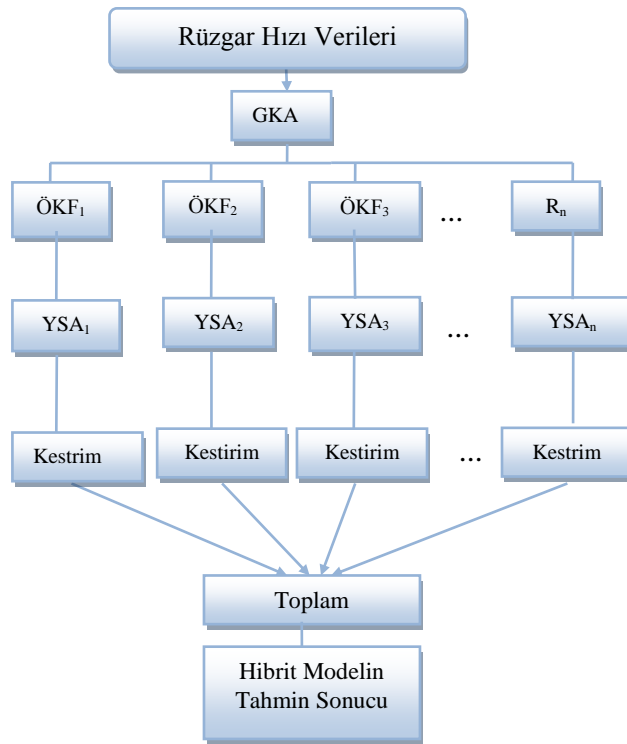 Rüzgar Hızı Verileri
GKA
ÖKF₁ ÖKF₂ ÖKF₃ ... Rₙ
YSA₁ YSA₂ YSA₃ ... YSAₙ
Kestrim Kestirim Kestirim ... Kestrim
Toplam
Hibrit Modelin
Tahmin Sonucu